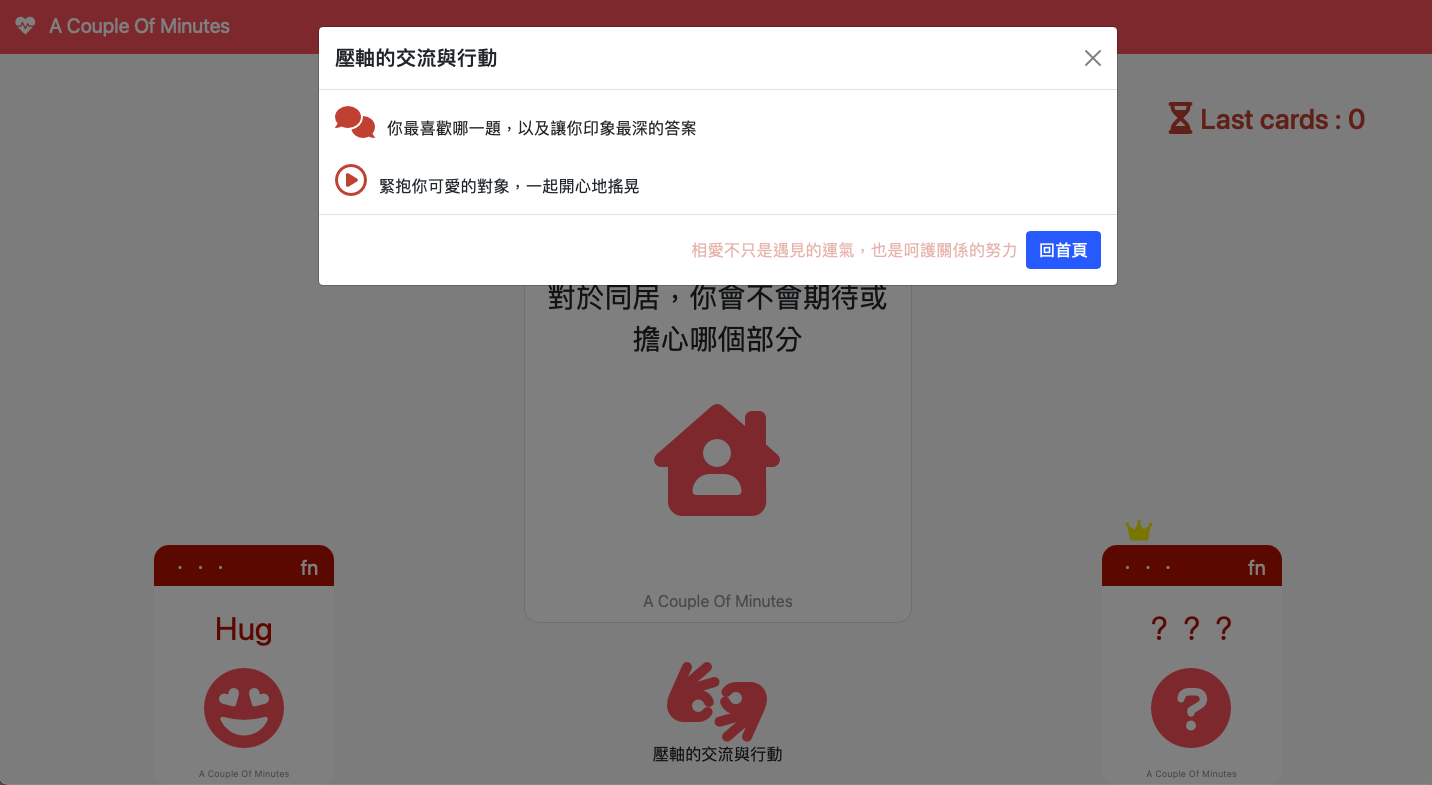 A Couple Of Minutes
壓軸的交流與行動
Last cards : 0
你最喜歡哪一題，以及讓你印象最深的答案
緊抱你可愛的對象，一起開心地搖晃
相愛不只是遇見的運氣，也是呵護關係的努力
回首頁
對於同居，你會不會期待或
擔心哪個部分
A Couple Of Minutes
· · · fn
Hug
A Couple Of Minutes
· · · fn
? ? ?
A Couple Of Minutes
壓軸的交流與行動